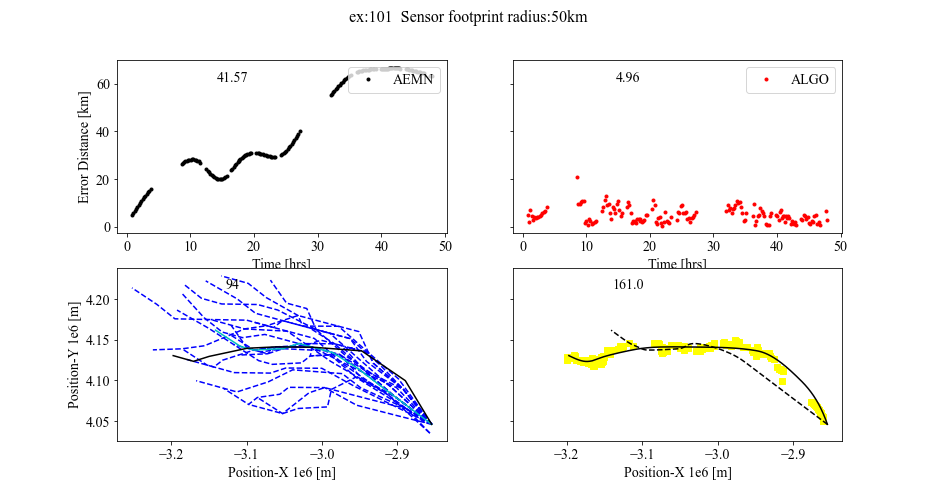 ex:101 Sensor footprint radius:50km
41.57
AEMN
4.96
ALGO
Error Distance [km]
60
40
20
0
0 10 20 30 40 50
0 10 20 30 40 50
Time [hrs]
Time [hrs]
94
161.0
Position-Y 1e6 [m]
4.20
4.15
4.10
4.05
−3.2 −3.1 −3.0 −2.9
−3.2 −3.1 −3.0 −2.9
Position-X 1e6 [m]
Position-X 1e6 [m]